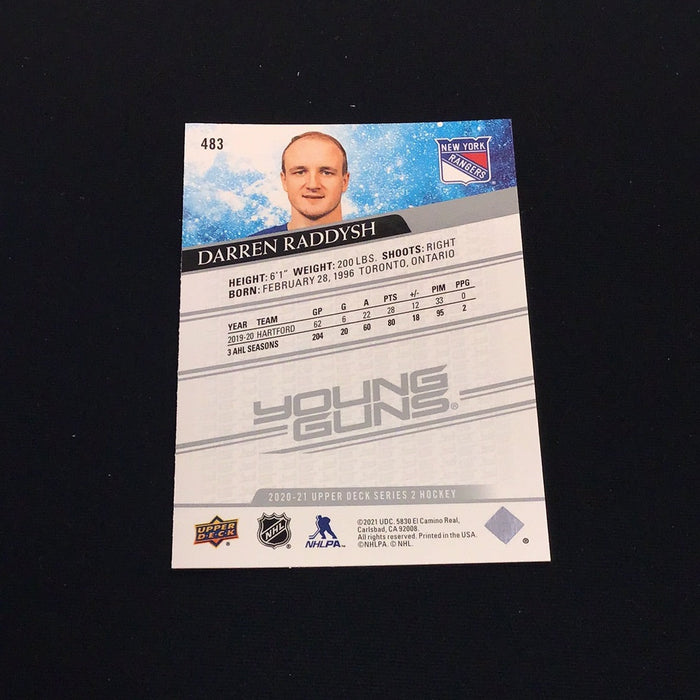 483
NEW YORK
RANGERS
DARREN RADDYSH
HEIGHT: 6'1" WEIGHT: 200 LBS. SHOOTS: RIGHT
BORN: FEBRUARY 28, 1996 TORONTO, ONTARIO
YEAR TEAM GP G A PTS +/- PIM PPG
2019-20 HARTFORD 62 6 22 28 12 33 0
3 AHL SEASONS 204 20 60 80 18 95 2
YOUNG
GUNS®
2020-21 UPPER DECK SERIES 2 HOCKEY
UPPER
DECK
®
NHL
®
NHLPA™
©2021 UDC. 5830 El Camino Real,
Carlsbad, CA 92008.
All rights reserved. Printed in the USA.
©NHLPA. © NHL.